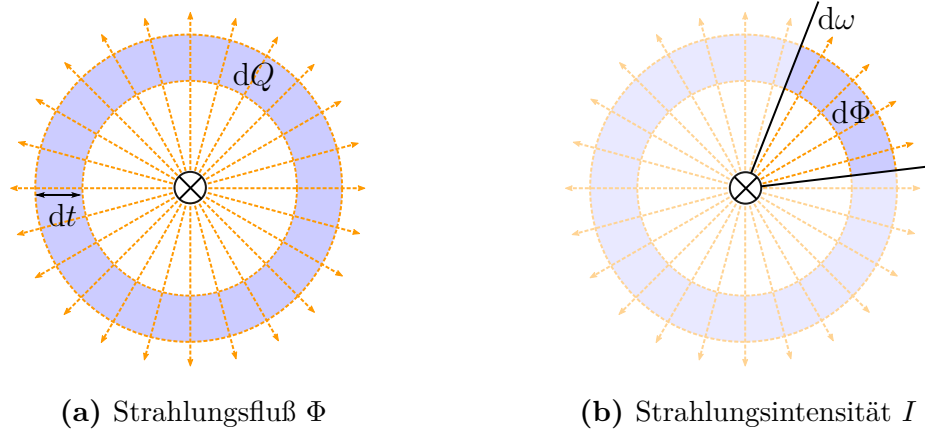 dQ
dt
dω
dΦ
(a) Strahlungsfluß Φ
(b) Strahlungsintensität I